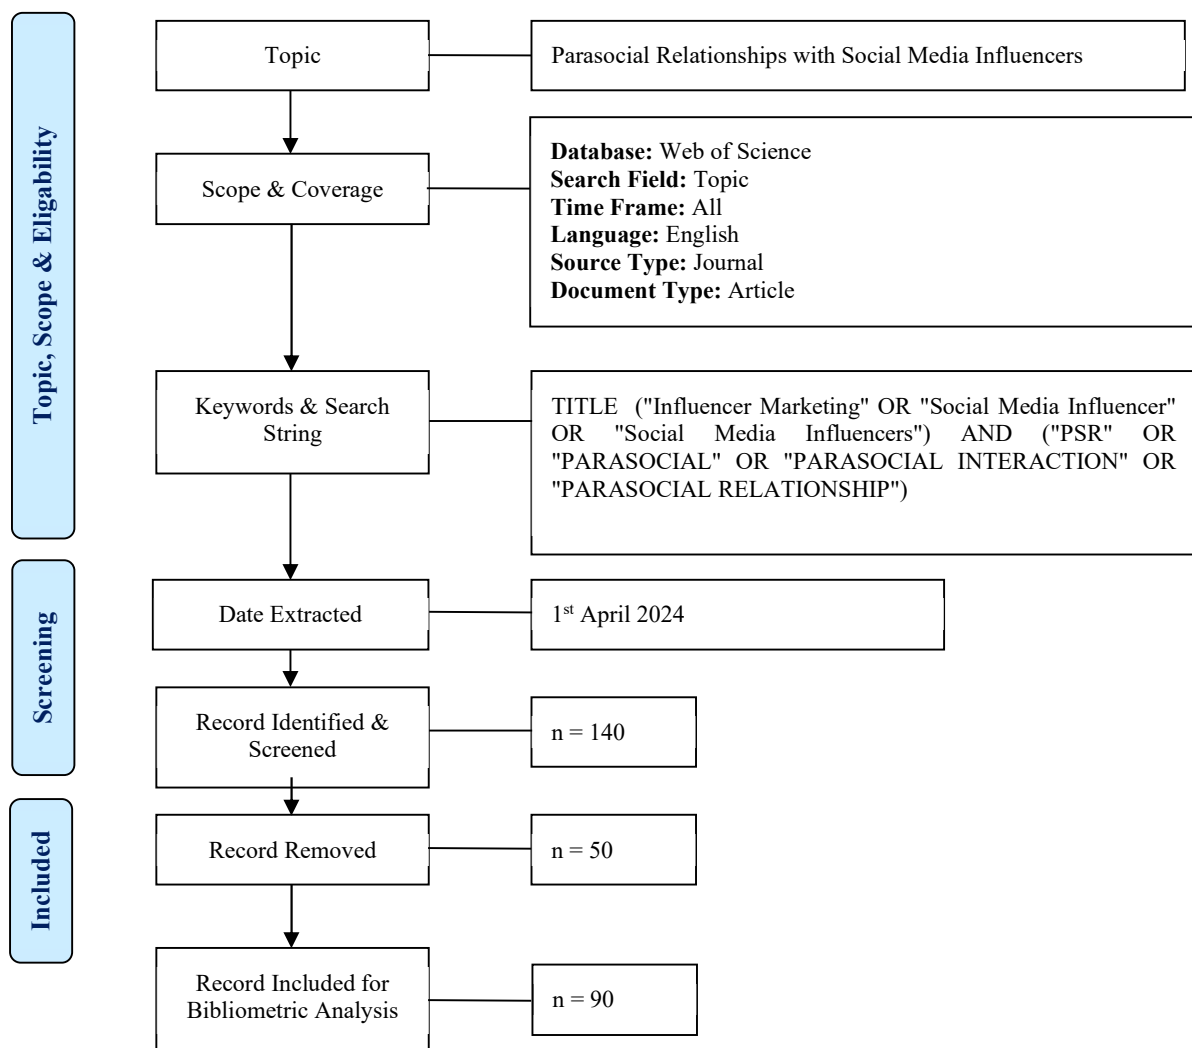 Topic, Scope & Eligability
Topic
Parasocial Relationships with Social Media Influencers
Scope & Coverage
Database: Web of Science
Search Field: Topic
Time Frame: All
Language: English
Source Type: Journal
Document Type: Article
Keywords & Search
String
TITLE ("Influencer Marketing" OR "Social Media Influencer"
OR "Social Media Influencers") AND ("PSR" OR
"PARASOCIAL" OR "PARASOCIAL INTERACTION" OR
"PARASOCIAL RELATIONSHIP")
Screening
Date Extracted
1st April 2024
Record Identified &
Screened
n = 140
Included
Record Removed
n = 50
Record Included for
Bibliometric Analysis
n = 90